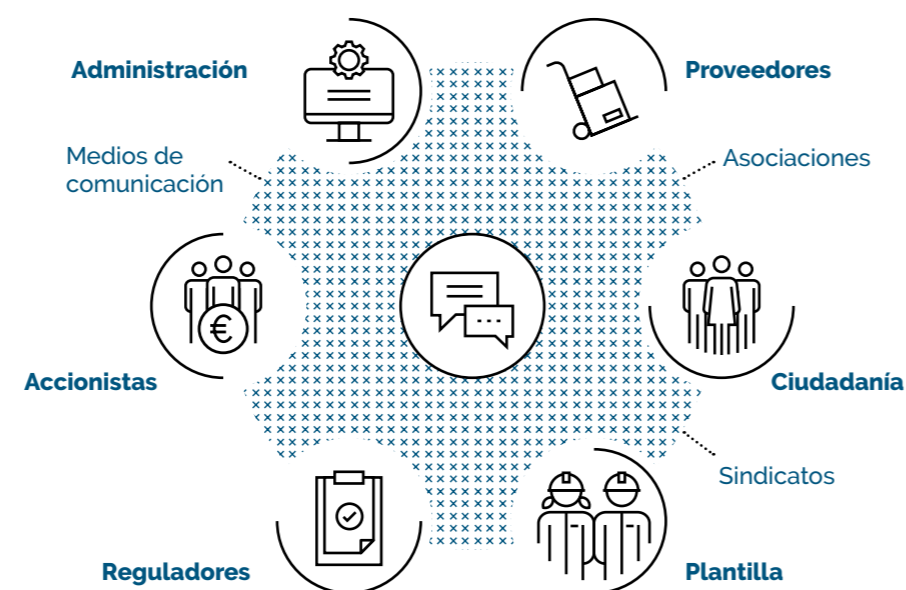 Administración
Proveedores
Medios de
comunicación
Asociaciones
Accionistas
Ciudadanía
Sindicatos
Reguladores
Plantilla